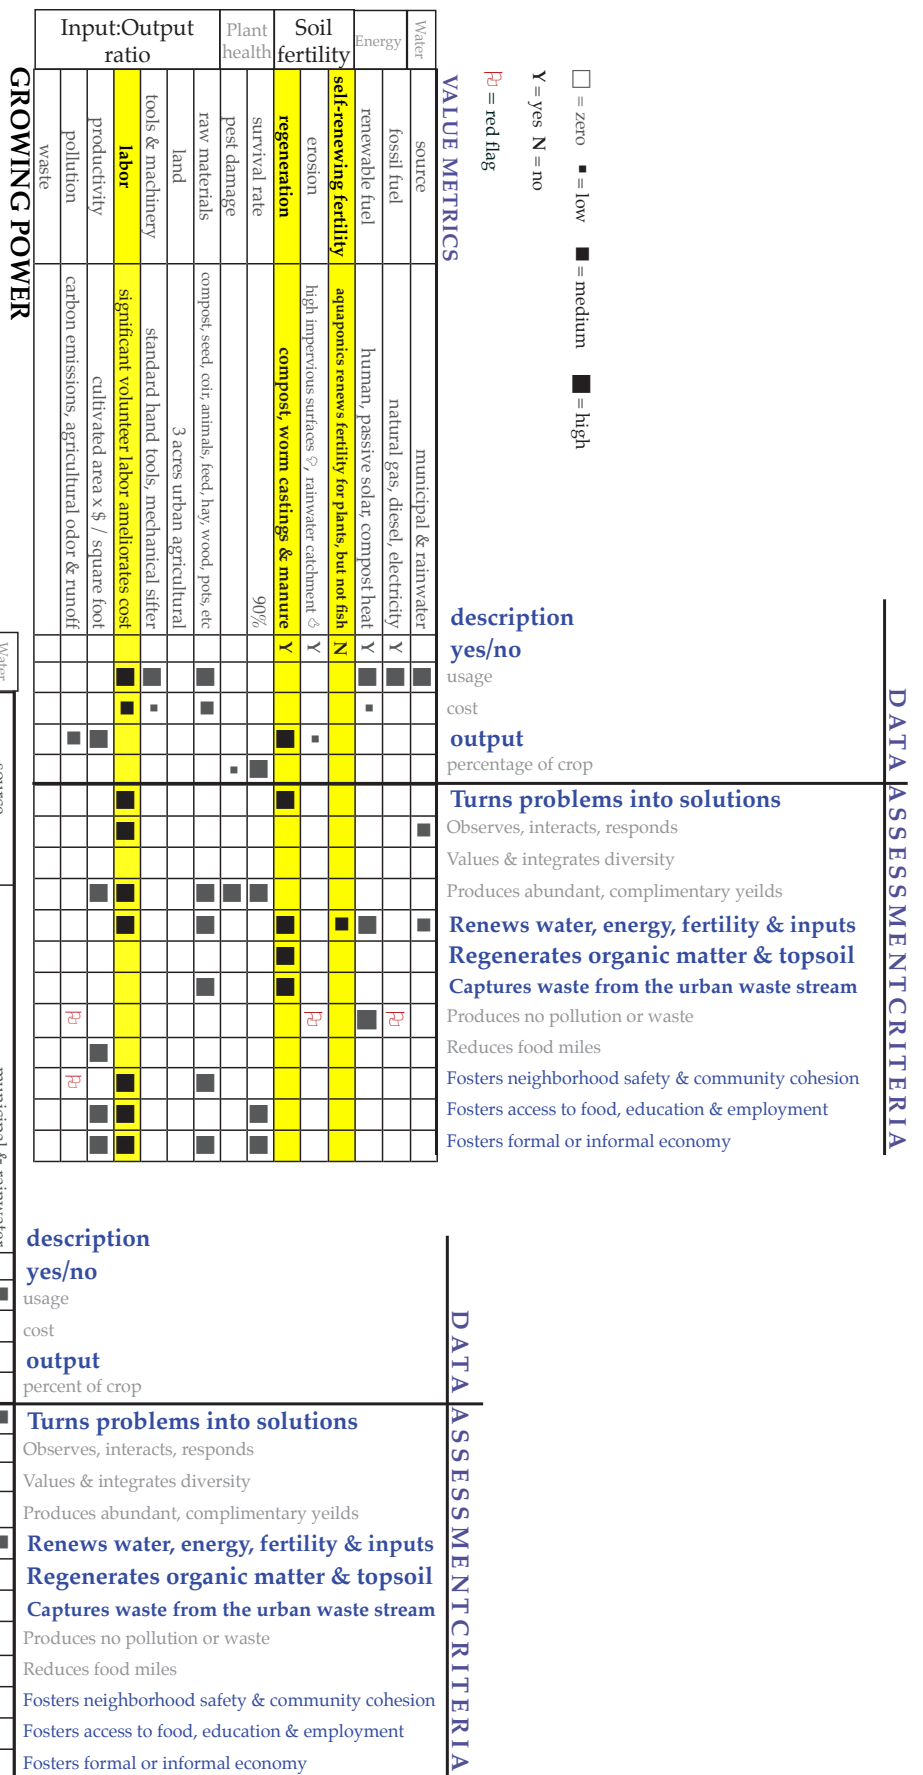 □ = zero ▪ = low ■ = medium ■ = high
Y = yes N = no
= red flag
VALUE METRICS
DATA ASSESSMENT CRITERIA
description
yes/no
usage
cost
output
percentage of crop
Turns problems into solutions
Observes, interacts, responds
Values & integrates diversity
Produces abundant, complimentary yeilds
Renews water, energy, fertility & inputs
Regenerates organic matter & topsoil
Captures waste from the urban waste stream
Produces no pollution or waste
Reduces food miles
Fosters neighborhood safety & community cohesion
Fosters access to food, education & employment
Fosters formal or informal economy
Water
source
municipal & rainwater
Energy
fossil fuel
natural gas, diesel, electricity
Y
renewable fuel
human, passive solar, compost heat
Y
Soil
fertility
self-renewing fertility
aquaponics renews fertility for plants, but not fish
N
erosion
high impervious surfaces, rainwater catchment
Y
regeneration
compost, worm castings & manure
Y
Plant
health
survival rate
90%
pest damage
Input:Output
ratio
raw materials
compost, seed, coir, animals, feed, hay, wood, pots, etc
land
3 acres urban agricultural
tools & machinery
standard hand tools, mechanical sifter
labor
significant volunteer labor ameliorates cost
productivity
cultivated area x $ / square foot
pollution
carbon emissions, agricultural odor & runoff
waste
GROWING POWER
Water
source
municipal & rainwater
DATA ASSESSMENT CRITERIA
description
yes/no
usage
cost
output
percent of crop
Turns problems into solutions
Observes, interacts, responds
Values & integrates diversity
Produces abundant, complimentary yeilds
Renews water, energy, fertility & inputs
Regenerates organic matter & topsoil
Captures waste from the urban waste stream
Produces no pollution or waste
Reduces food miles
Fosters neighborhood safety & community cohesion
Fosters access to food, education & employment
Fosters formal or informal economy